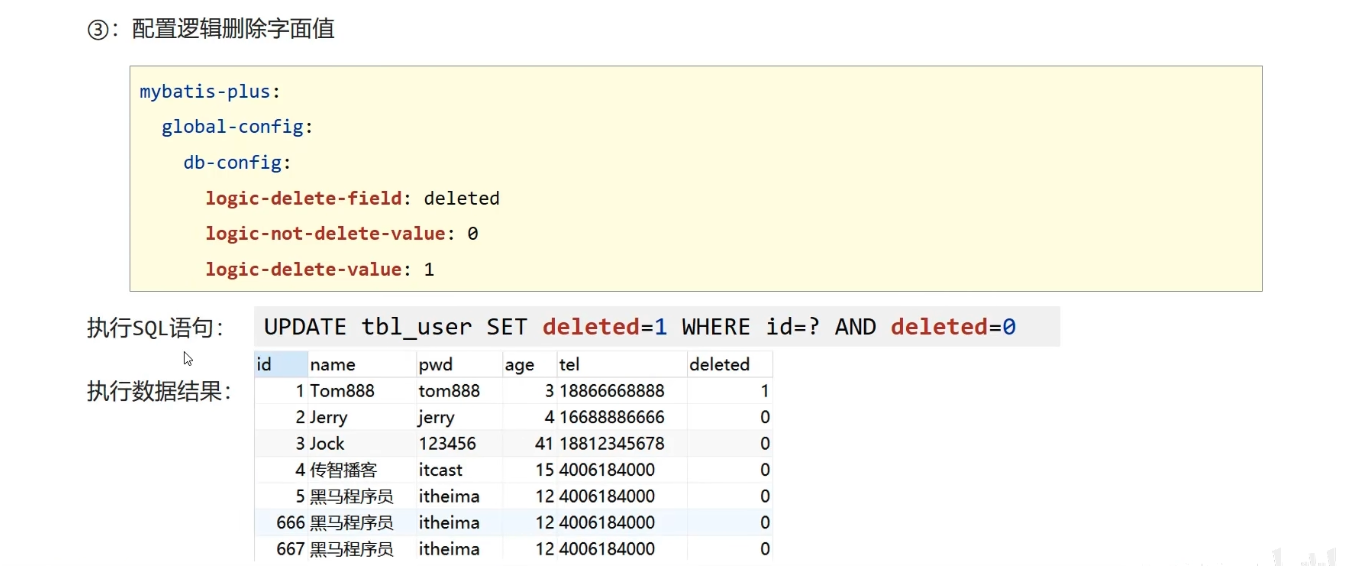 ③：配置逻辑删除字面值
mybatis-plus:
global-config:
db-config:
logic-delete-field: deleted
logic-not-delete-value: 0
logic-delete-value: 1
执行SQL语句： UPDATE tbl_user SET deleted=1 WHERE id=? AND deleted=0
执行数据结果：
id name pwd age tel deleted
1 Tom888 tom888 3 18866668888 1
2 Jerry jerry 4 16688886666 0
3 Jock 123456 41 18812345678 0
4 传智播客 itcast 15 4006184000 0
5 黑马程序员 itheima 12 4006184000 0
666 黑马程序员 itheima 12 4006184000 0
667 黑马程序员 itheima 12 4006184000 0